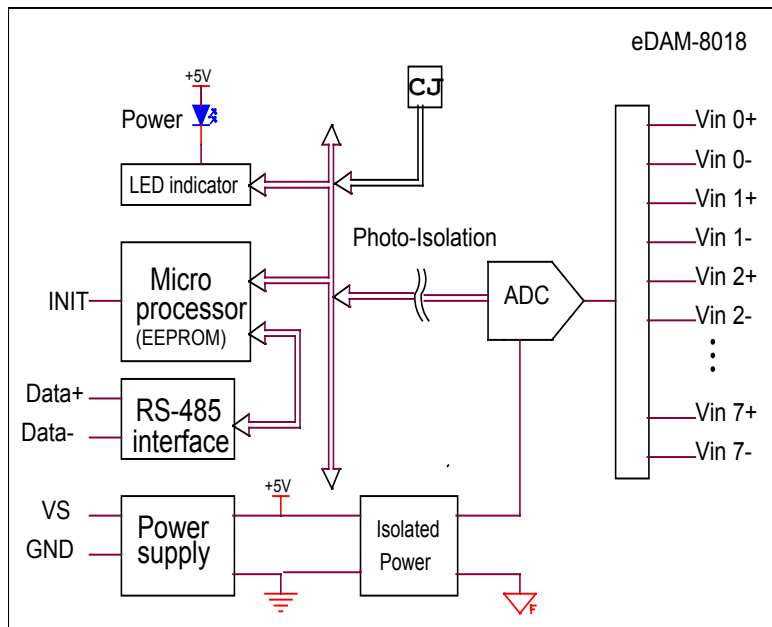 eDAM-8018
+5V
Power
CJ
LED indicator
Vin 0+
Vin 0-
Vin 1+
Vin 1-
Vin 2+
Vin 2-
Vin 7+
Vin 7-
Photo-Isolation
ADC
INIT
Micro
processor
(EEPROM)
Data+
Data-
RS-485
interface
VS
GND
Power
supply
+5V
Isolated
Power
F